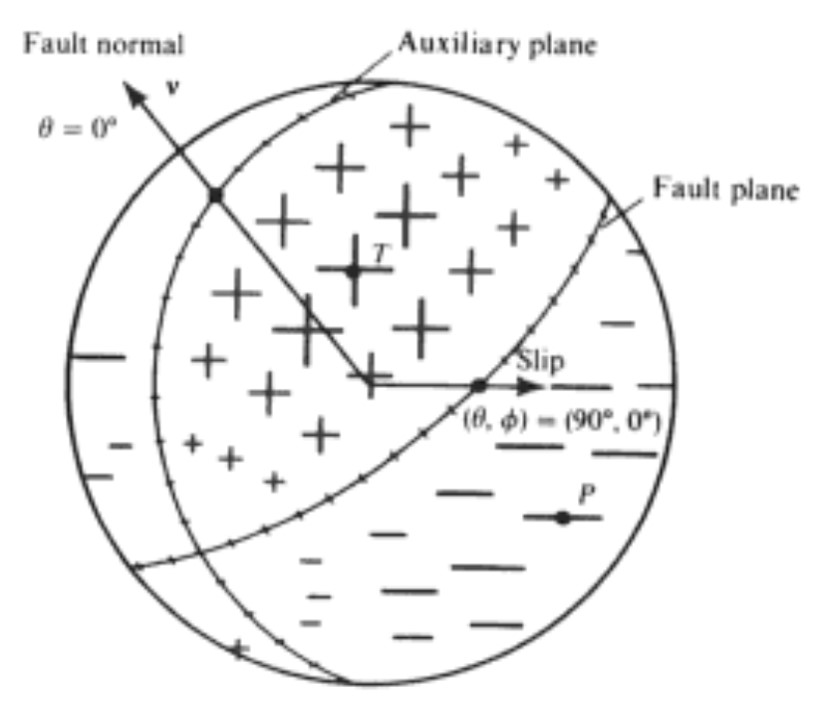 Fault normal
Auxiliary plane
v
θ = 0°
Fault plane
T
Slip
(θ, ϕ) = (90°, 0°)
P